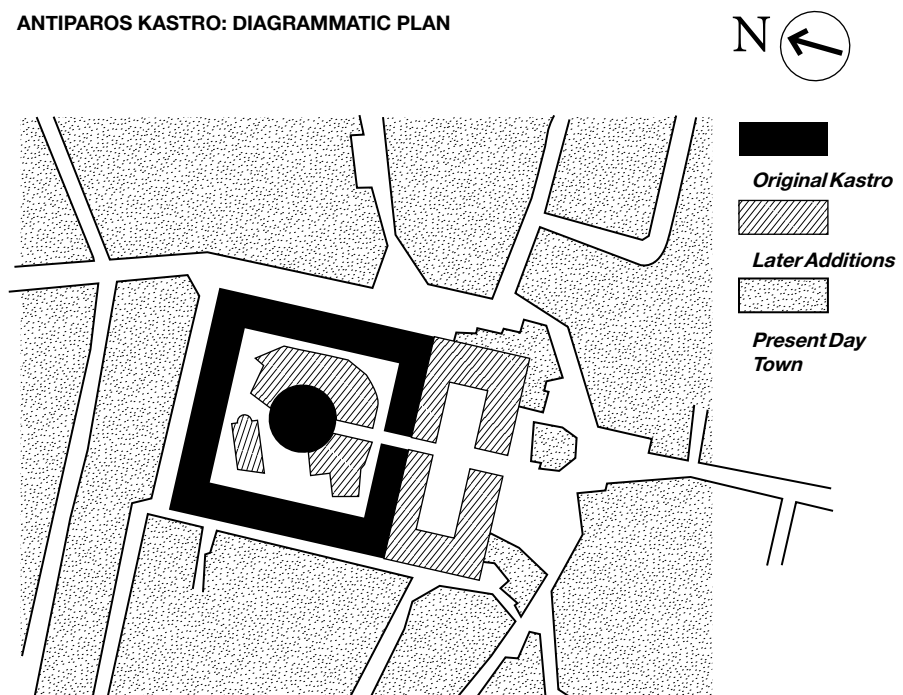 ANTIPAROS KASTRO: DIAGRAMMATIC PLAN
N
Original Kastro
Later Additions
Present Day
Town